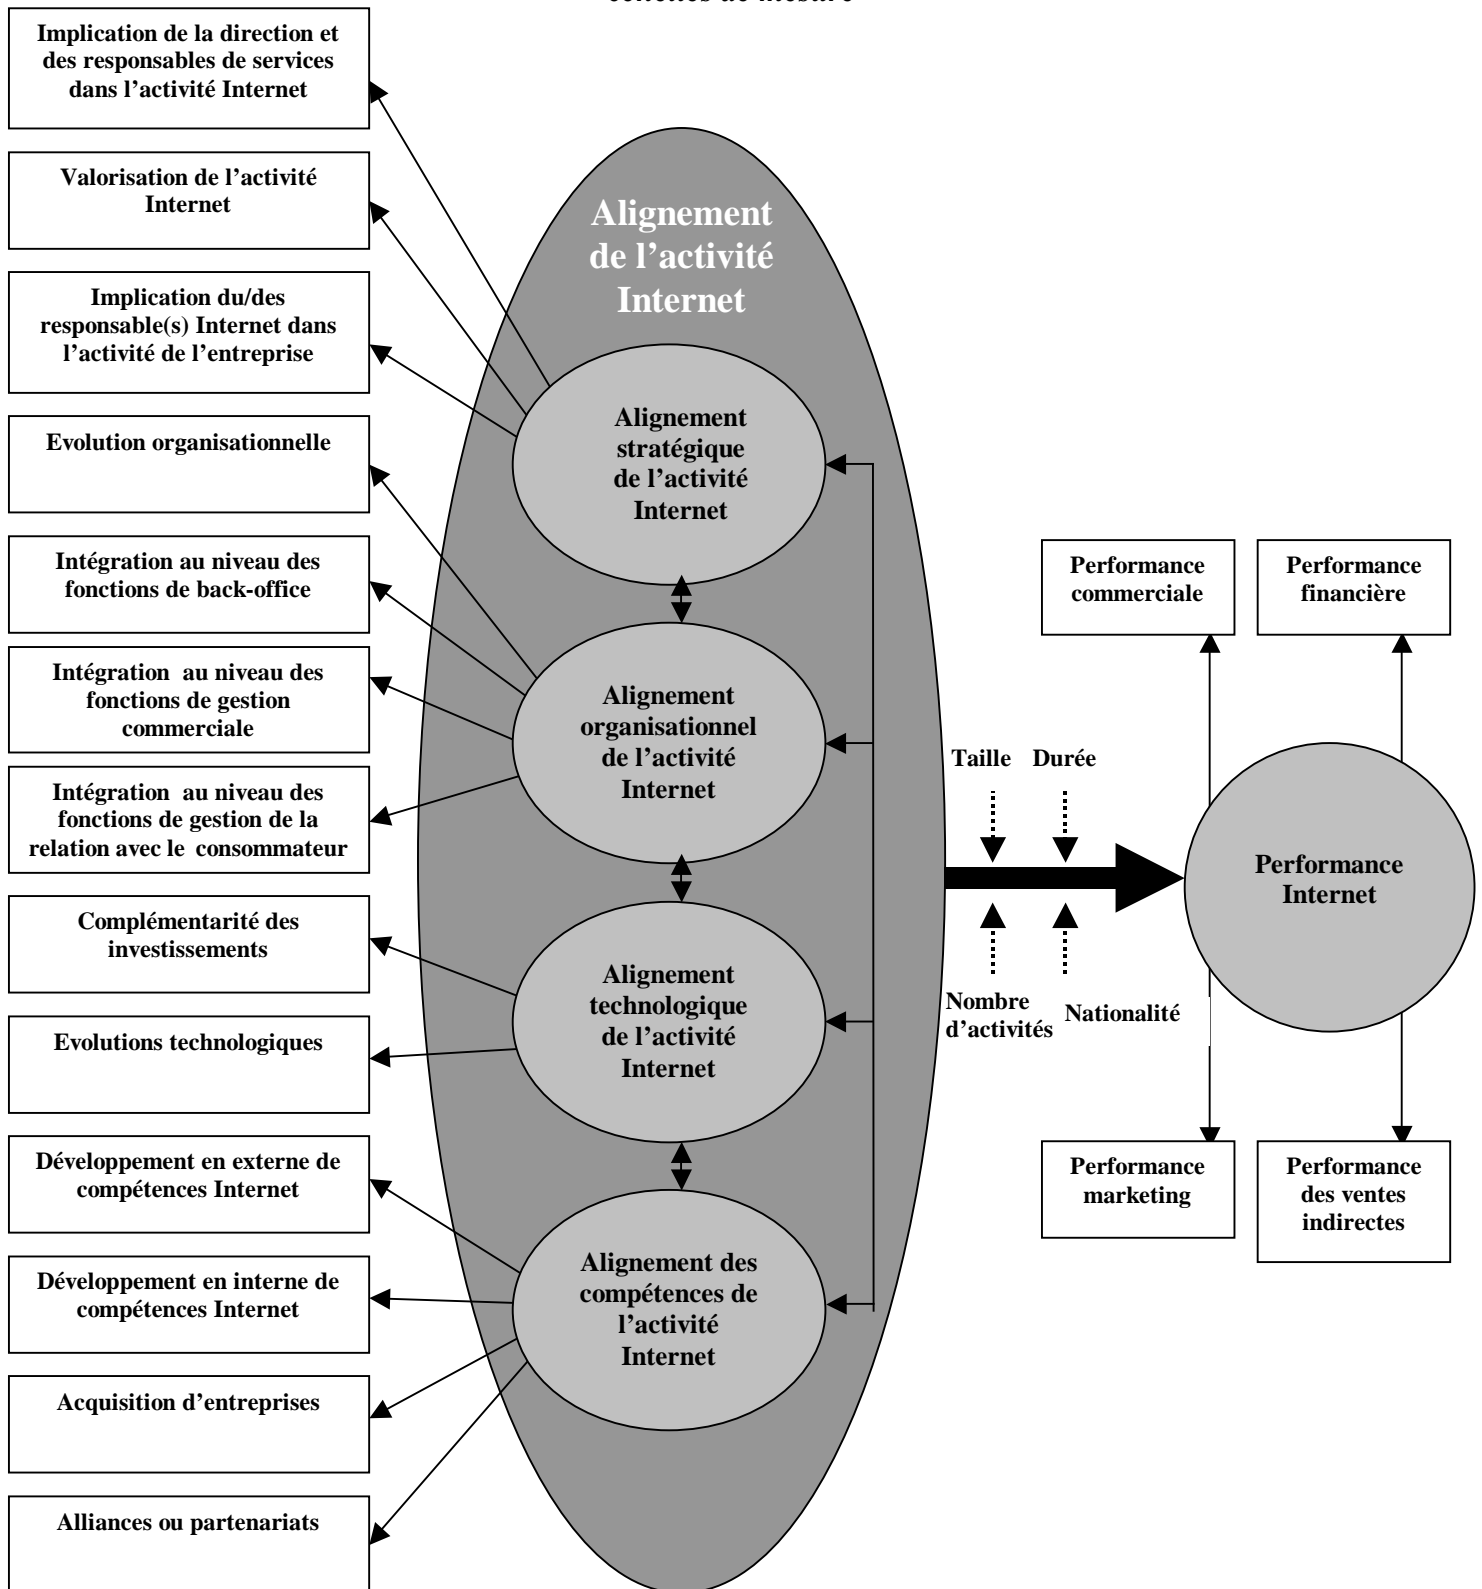 Implication de la direction et
des responsables de services
dans l’activité Internet
Valorisation de l’activité
Internet
Implication du/des
responsable(s) Internet dans
l’activité de l’entreprise
Evolution organisationnelle
Intégration au niveau des
fonctions de back-office
Intégration au niveau des
fonctions de gestion
commerciale
Intégration au niveau des
fonctions de gestion de la
relation avec le consommateur
Complémentarité des
investissements
Evolutions technologiques
Développement en externe de
compétences Internet
Développement en interne de
compétences Internet
Acquisition d’entreprises
Alliances ou partenariats
Alignement
de l’activité
Internet
Alignement
stratégique
de l’activité
Internet
Alignement
organisationnel
de l’activité
Internet
Alignement
technologique
de l’activité
Internet
Alignement des
compétences de
l’activité
Internet
Taille Durée
Nombre
d’activités
Nationalité
Performance
commerciale
Performance
financière
Performance
Internet
Performance
marketing
Performance
des ventes
indirectes